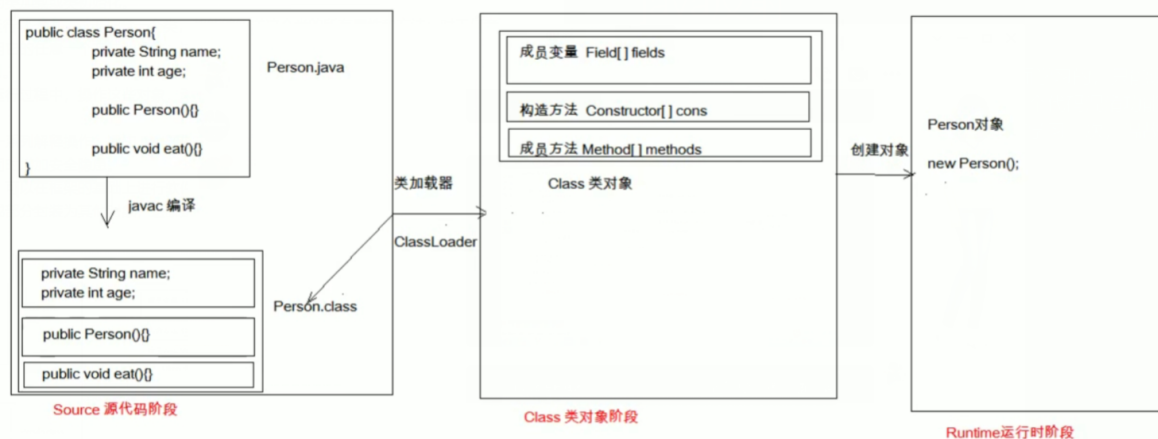 public class Person{
private String name;
private int age;
public Person(){}
public void eat(){}
}
Person.java
javac 编译
private String name;
private int age;
public Person(){}
public void eat(){}
Person.class
Source 源代码阶段
类加载器
ClassLoader
成员变量 Field[] fields
构造方法 Constructor[] cons
成员方法 Method[] methods
Class 类对象
Class 类对象阶段
创建对象
Person对象
new Person();
Runtime运行时阶段